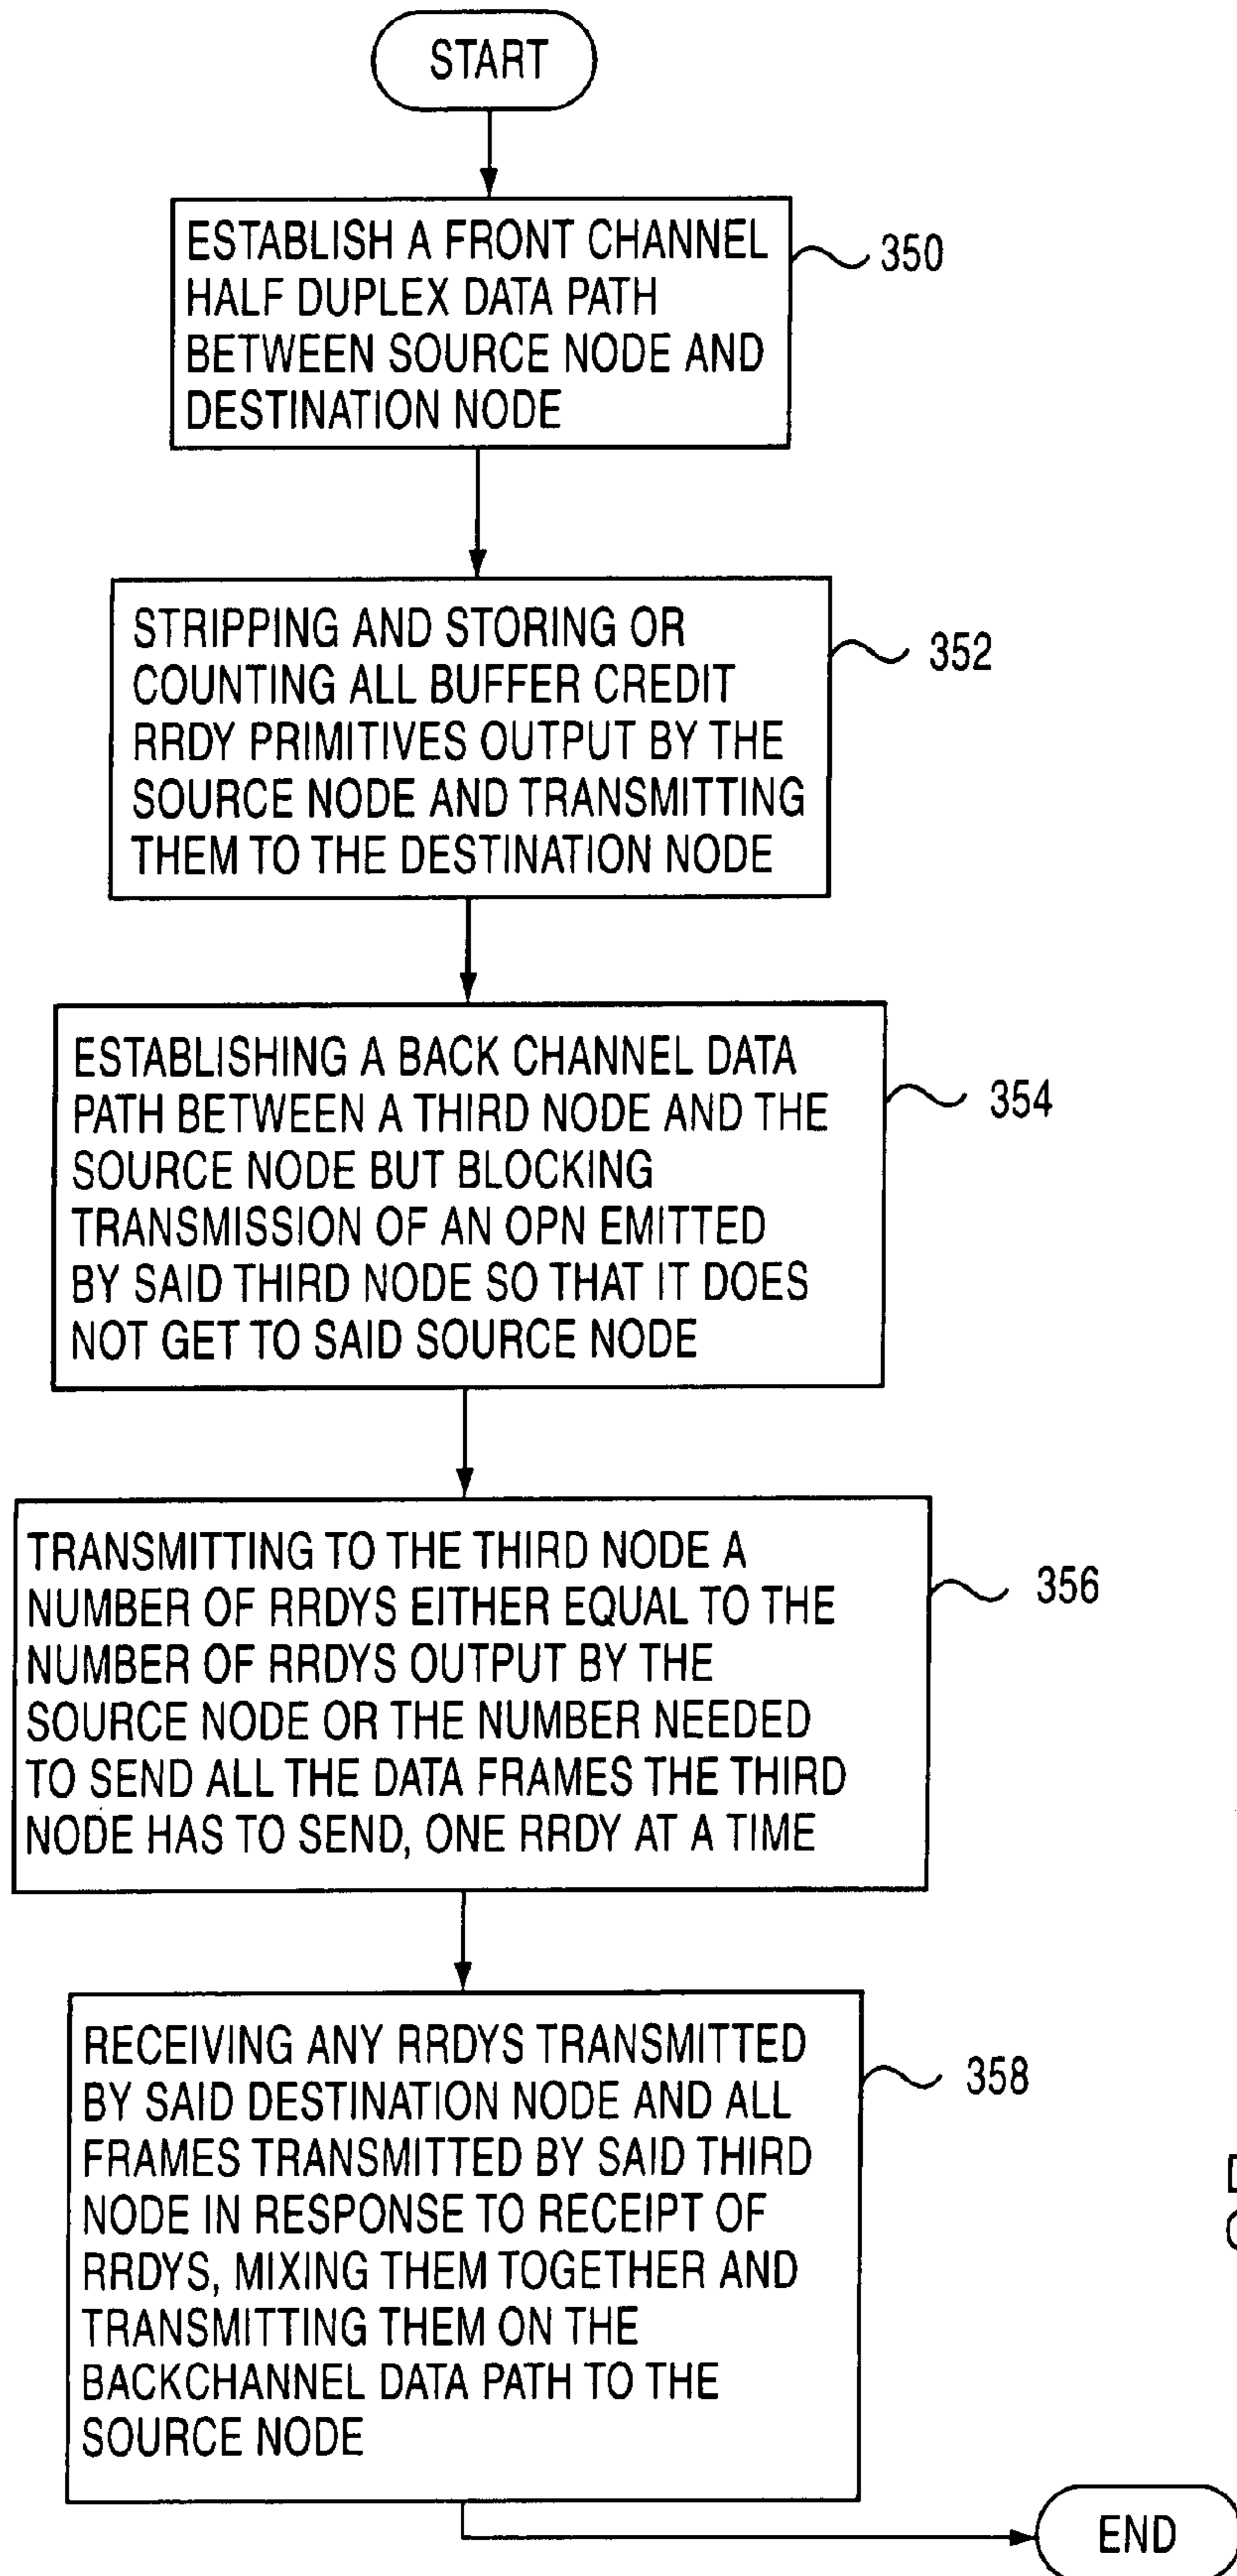 START
ESTABLISH A FRONT CHANNEL
HALF DUPLEX DATA PATH
BETWEEN SOURCE NODE AND
DESTINATION NODE
350
STRIPPING AND STORING OR
COUNTING ALL BUFFER CREDIT
RRDY PRIMITIVES OUTPUT BY THE
SOURCE NODE AND TRANSMITTING
THEM TO THE DESTINATION NODE
352
ESTABLISHING A BACK CHANNEL DATA
PATH BETWEEN A THIRD NODE AND THE
SOURCE NODE BUT BLOCKING
TRANSMISSION OF AN OPN EMITTED
BY SAID THIRD NODE SO THAT IT DOES
NOT GET TO SAID SOURCE NODE
354
TRANSMITTING TO THE THIRD NODE A
NUMBER OF RRDYS EITHER EQUAL TO THE
NUMBER OF RRDYS OUTPUT BY THE
SOURCE NODE OR THE NUMBER NEEDED
TO SEND ALL THE DATA FRAMES THE THIRD
NODE HAS TO SEND, ONE RRDY AT A TIME
356
RECEIVING ANY RRDYS TRANSMITTED
BY SAID DESTINATION NODE AND ALL
FRAMES TRANSMITTED BY SAID THIRD
NODE IN RESPONSE TO RECEIPT OF
RRDYS, MIXING THEM TOGETHER AND
TRANSMITTING THEM ON THE
BACKCHANNEL DATA PATH TO THE
SOURCE NODE
358
END